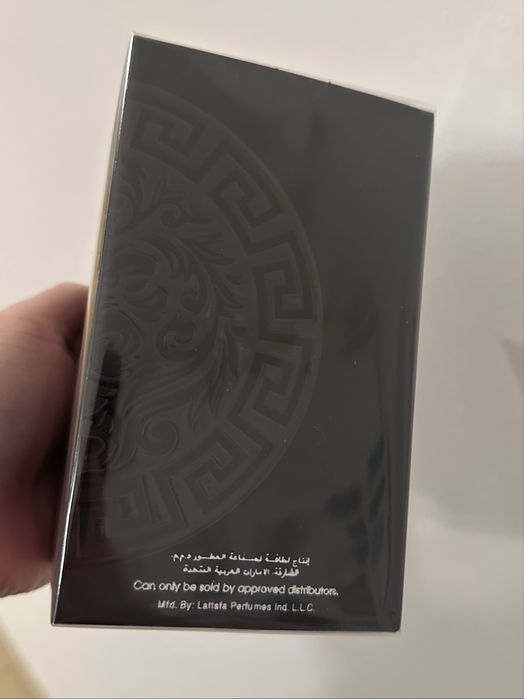 إنتاج لطافة لصناعة العطور ذ.م.م.
الشارقة. الامارات العربية المتحدة
Can only be sold by approved distributors.
Mfd. By: Lattafa Perfumes Ind. L.L.C.